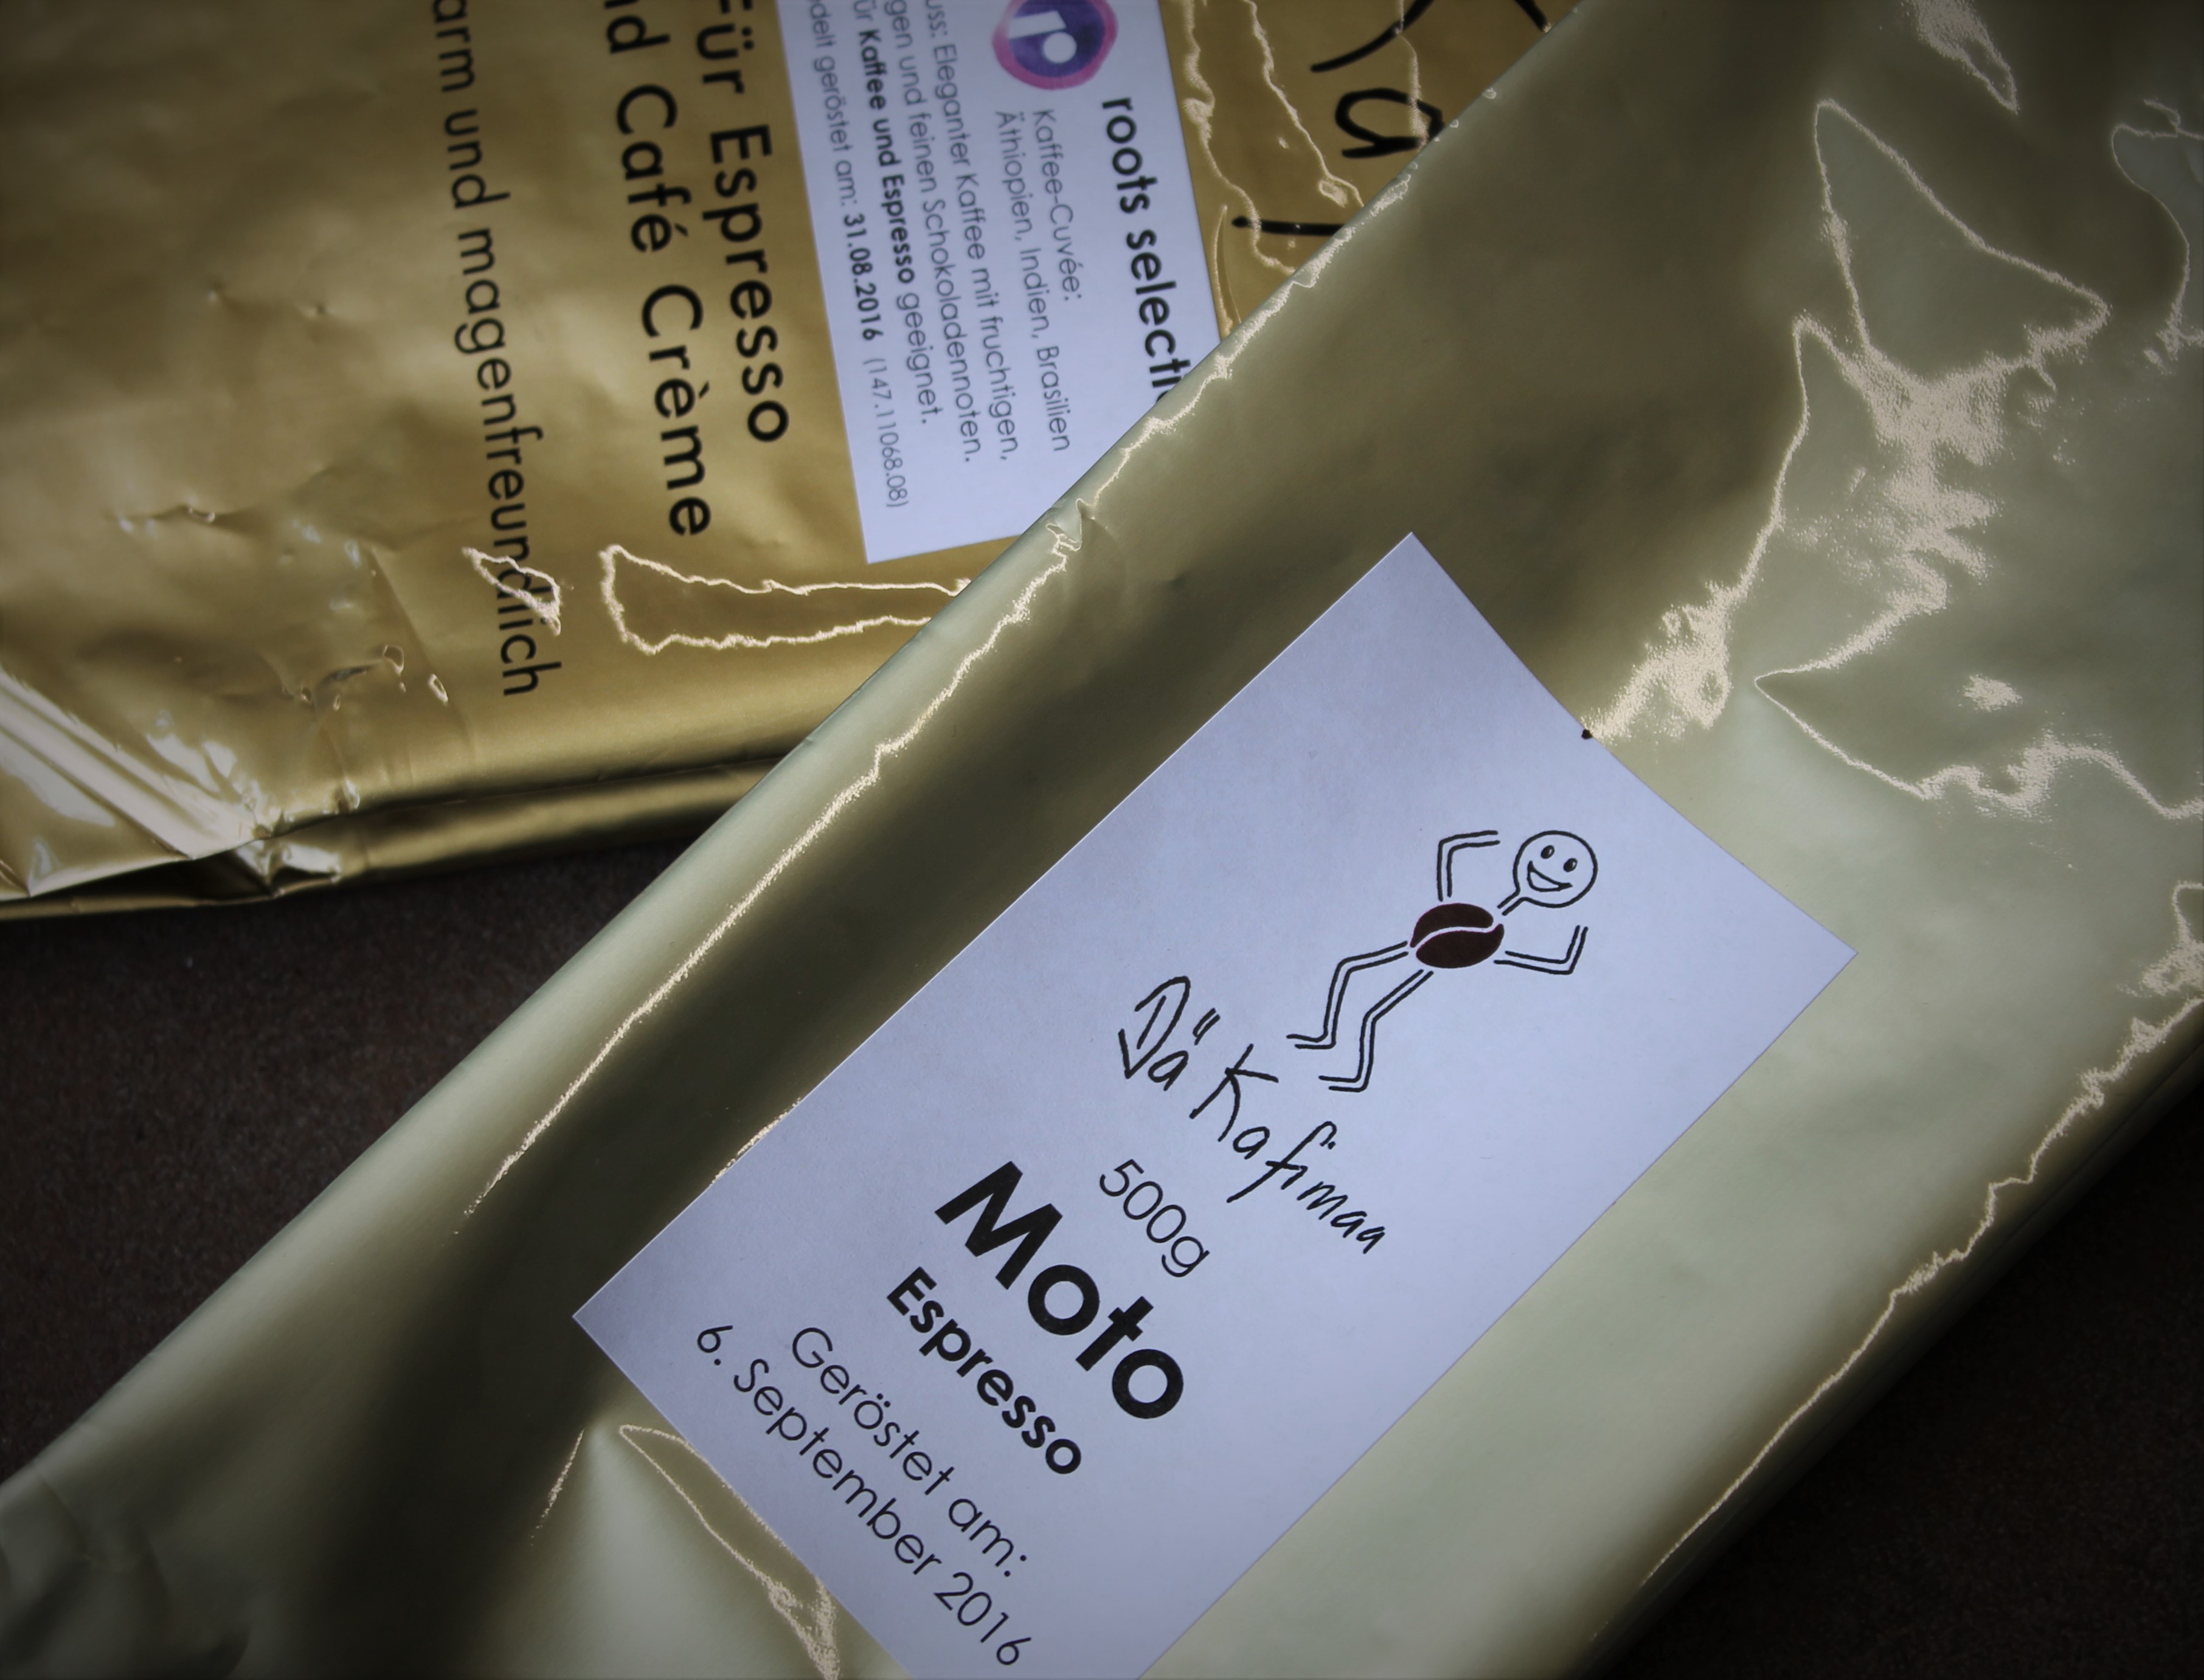 roots selecti
Kaffee-Cuvée:
Äthiopien, Indien, Brasilien
uss: Eleganter Kaffee mit fruchtigen,
gen und feinen Schokoladennoten.
ür Kaffee und Espresso geeignet.
delt geröstet am: 31.08.2016 (147.11068.08)
Für Espresso
nd Café Crème
arm und magenfreundlich
Dä Kafimaa
500g
Moto
Espresso
Geröstet am:
6. September 2016